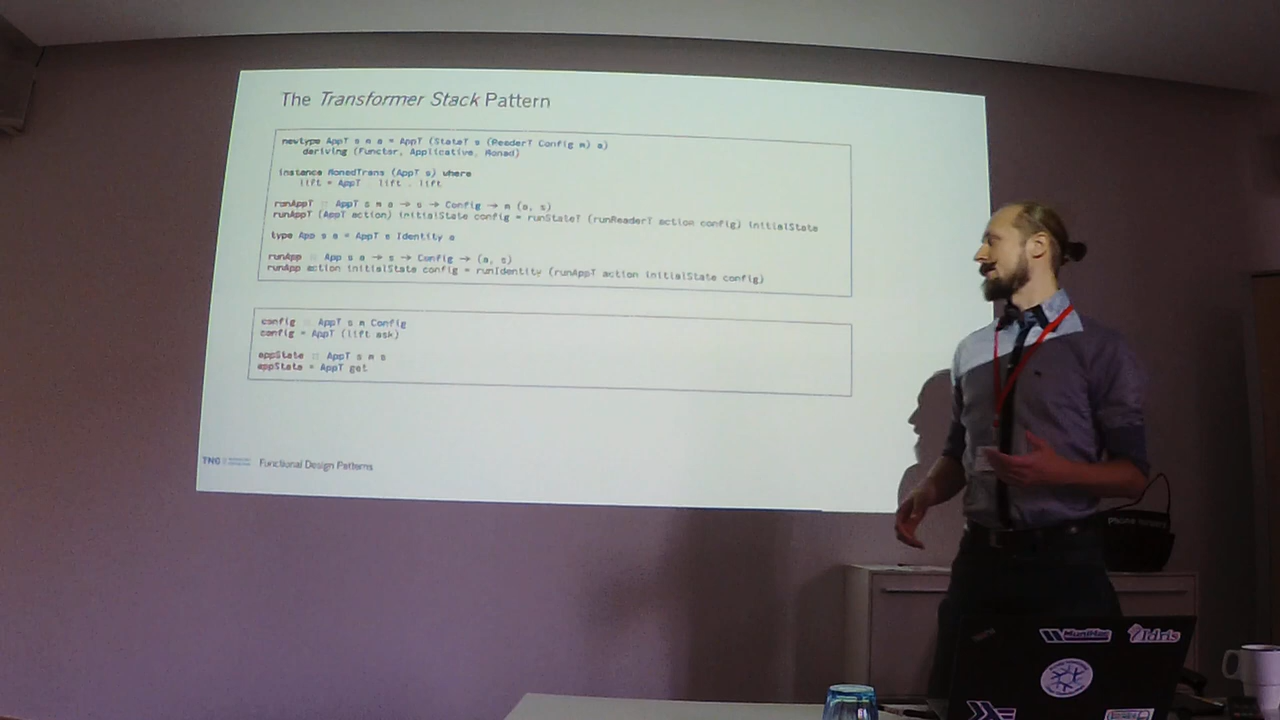 The Transformer Stack Pattern
newtype AppT s m a = AppT (StateT s (ReaderT Config m) a)
deriving (Functor, Applicative, Monad)
instance MonadTrans (AppT s) where
lift = AppT . lift . lift
runAppT :: AppT s m a → s → Config → m (a, s)
runAppT (AppT action) initialState config = runStateT (runReaderT action config) initialState
type App s a = AppT s Identity a
runApp :: App s a → s → Config → (a, s)
runApp action initialState config = runIdentity (runAppT action initialState config)
config :: AppT s m Config
config = AppT (lift ask)
appState :: AppT s m s
appState = AppT get
TNG
Functional Design Patterns
Phone
MuniHac
Idris